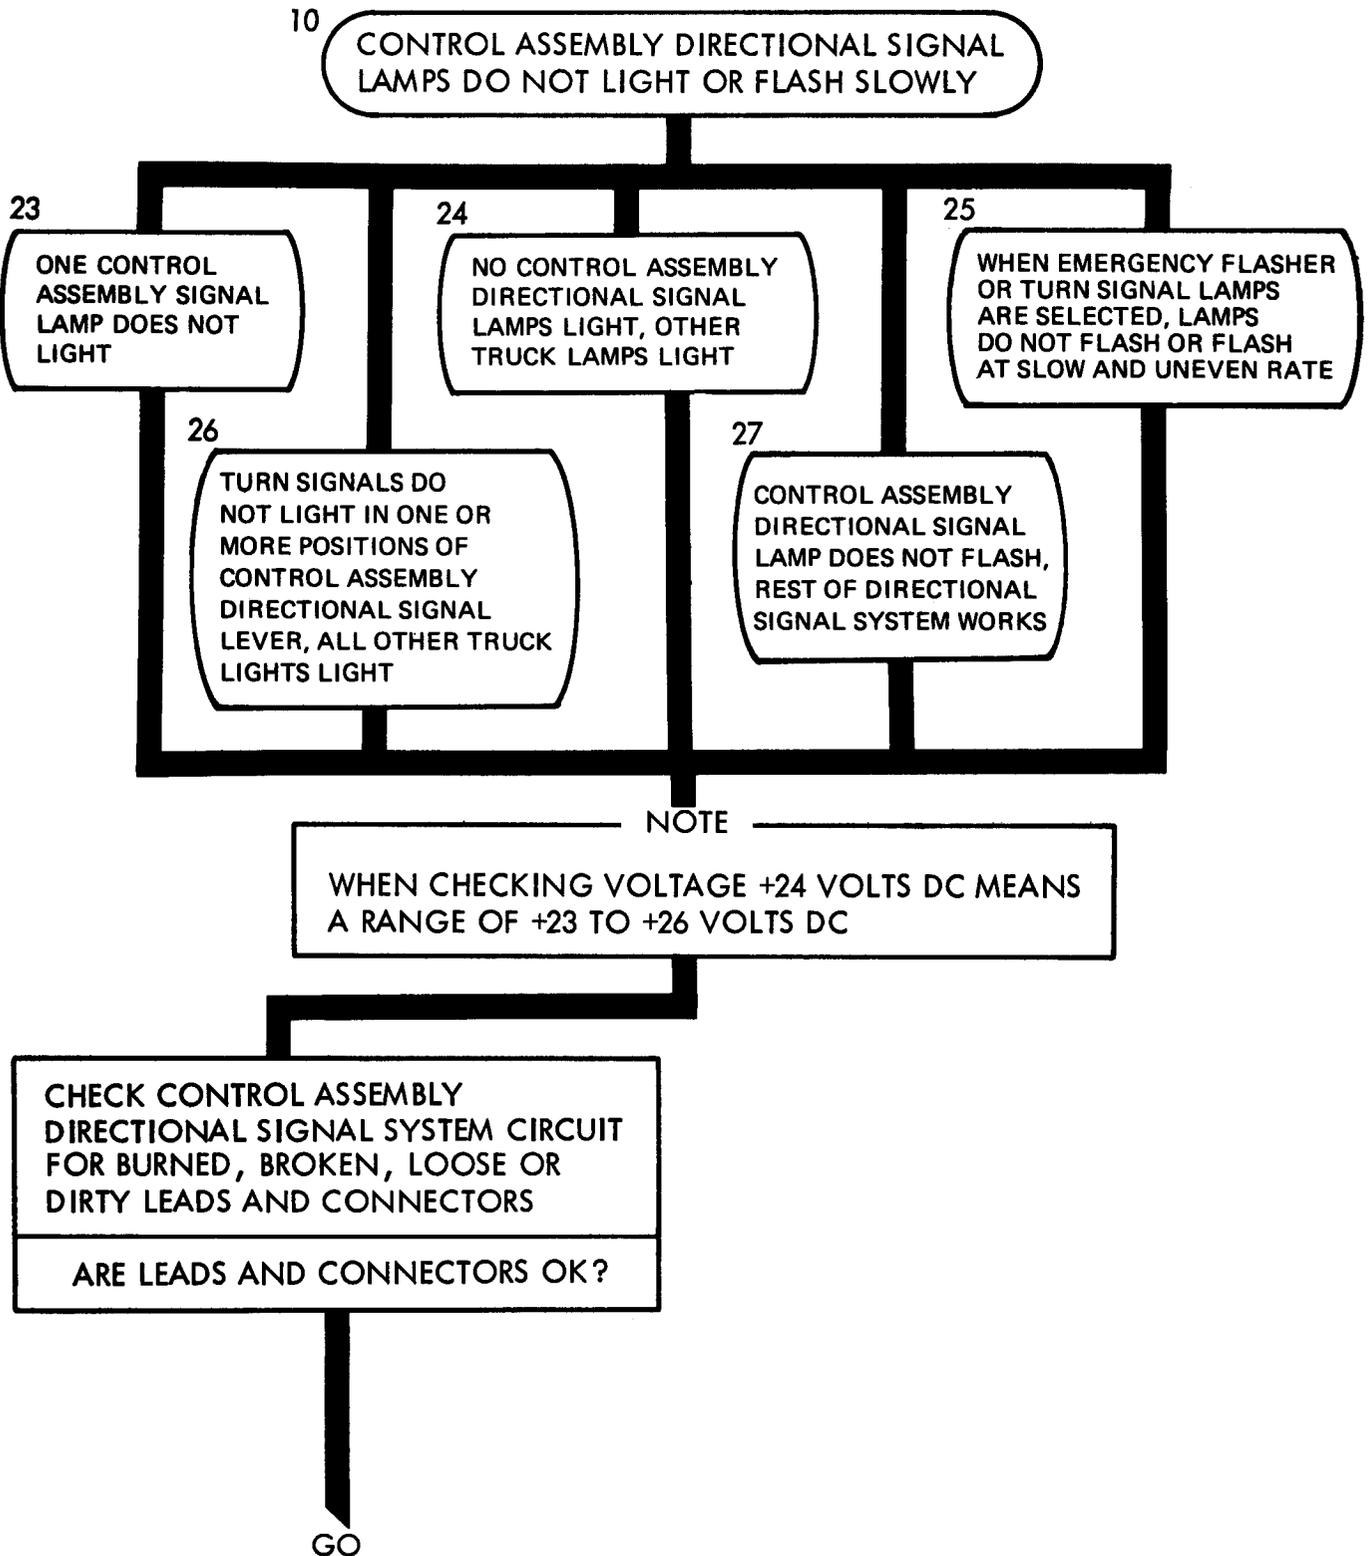 10
CONTROL ASSEMBLY DIRECTIONAL SIGNAL
LAMPS DO NOT LIGHT OR FLASH SLOWLY
23
ONE CONTROL
ASSEMBLY SIGNAL
LAMP DOES NOT
LIGHT
24
NO CONTROL ASSEMBLY
DIRECTIONAL SIGNAL
LAMPS LIGHT, OTHER
TRUCK LAMPS LIGHT
25
WHEN EMERGENCY FLASHER
OR TURN SIGNAL LAMPS
ARE SELECTED, LAMPS
DO NOT FLASH OR FLASH
AT SLOW AND UNEVEN RATE
26
TURN SIGNALS DO
NOT LIGHT IN ONE OR
MORE POSITIONS OF
CONTROL ASSEMBLY
DIRECTIONAL SIGNAL
LEVER, ALL OTHER TRUCK
LIGHTS LIGHT
27
CONTROL ASSEMBLY
DIRECTIONAL SIGNAL
LAMP DOES NOT FLASH,
REST OF DIRECTIONAL
SIGNAL SYSTEM WORKS
NOTE
WHEN CHECKING VOLTAGE +24 VOLTS DC MEANS
A RANGE OF +23 TO +26 VOLTS DC
CHECK CONTROL ASSEMBLY
DIRECTIONAL SIGNAL SYSTEM CIRCUIT
FOR BURNED, BROKEN, LOOSE OR
DIRTY LEADS AND CONNECTORS
ARE LEADS AND CONNECTORS OK?
GO